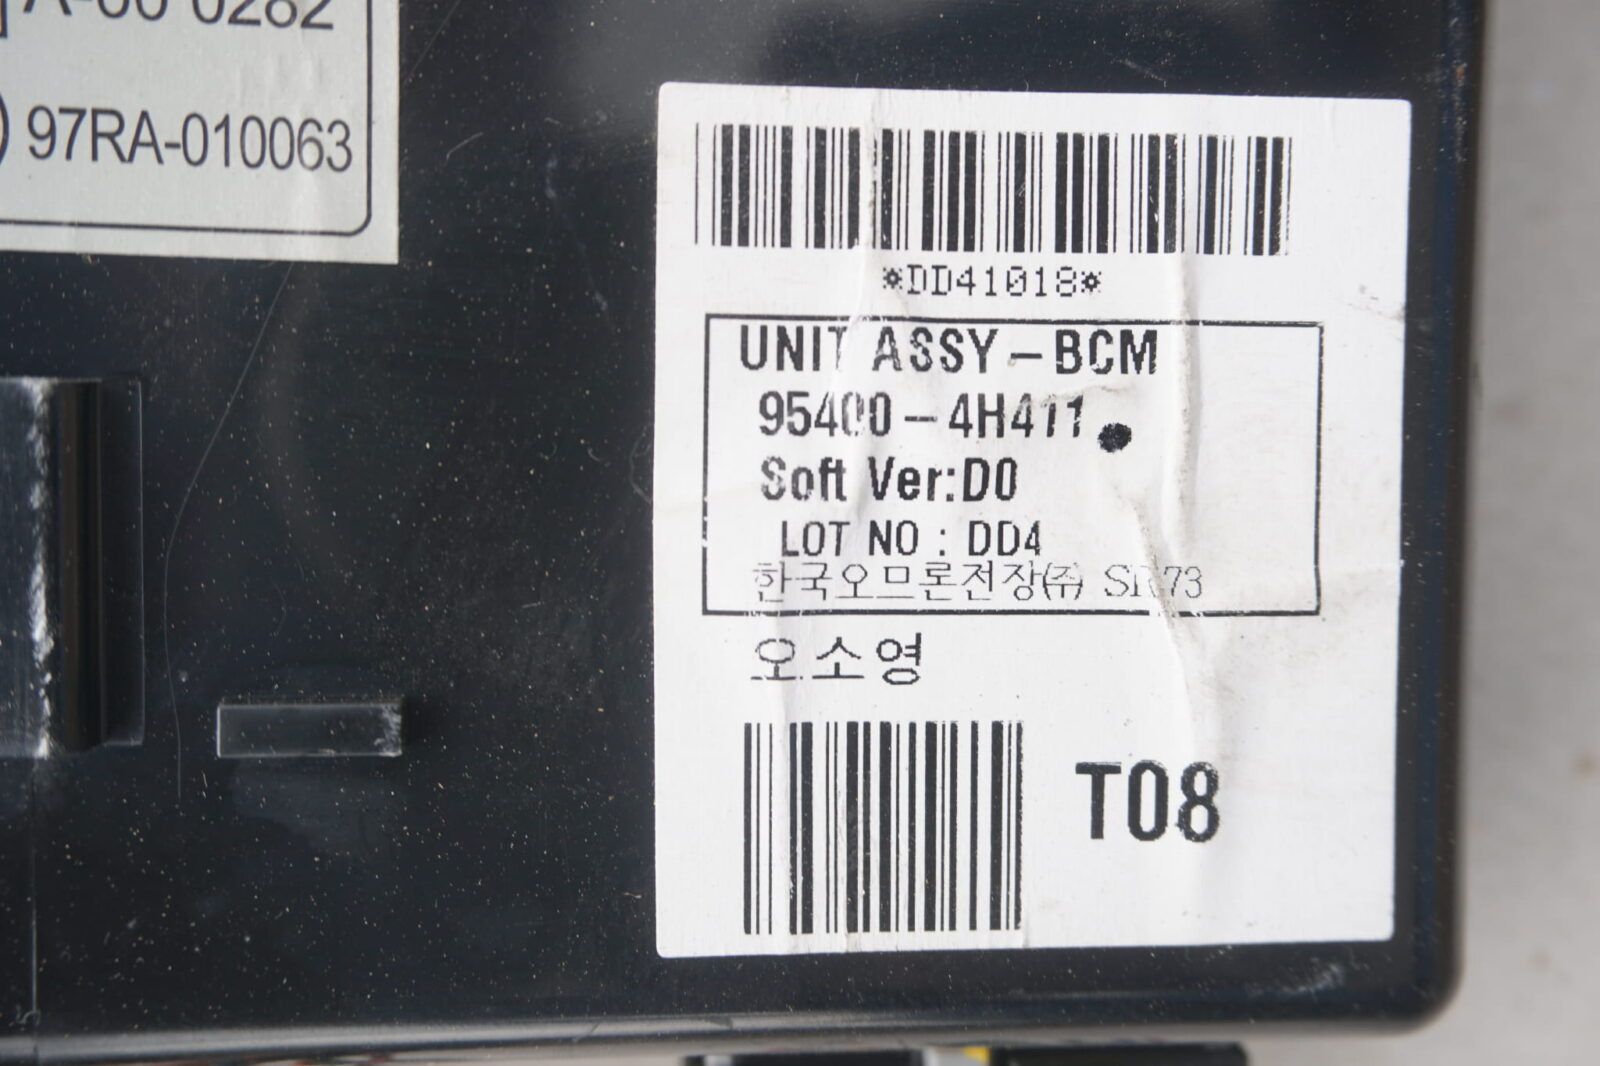 97RA-010063
*DD41018*
UNIT ASSY-BCM
95400-4H411
Soft Ver:D0
LOT NO : DD4
한국오므론전장(주)
오소영
T08